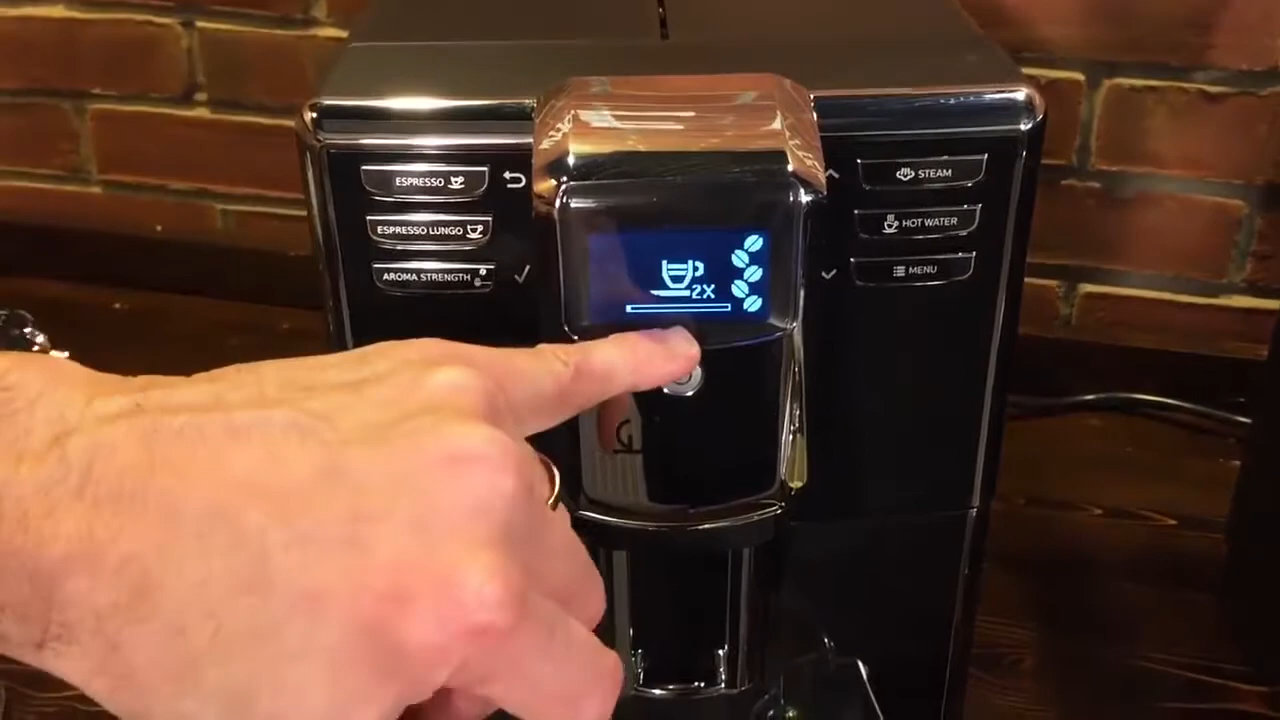 ESPRESSO
ESPRESSO LUNGO
AROMA STRENGTH
2X
STEAM
HOT WATER
MENU